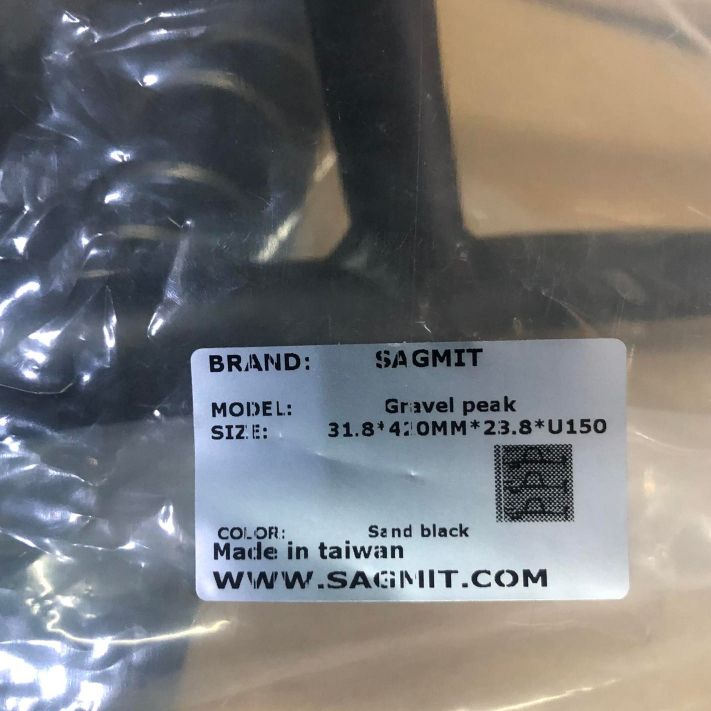 BRAND: SAGMIT
MODEL: Gravel peak
SIZE: 31.8*420MM*23.8*U150
COLOR: Sand black
Made in taiwan
WWW.SAGMIT.COM